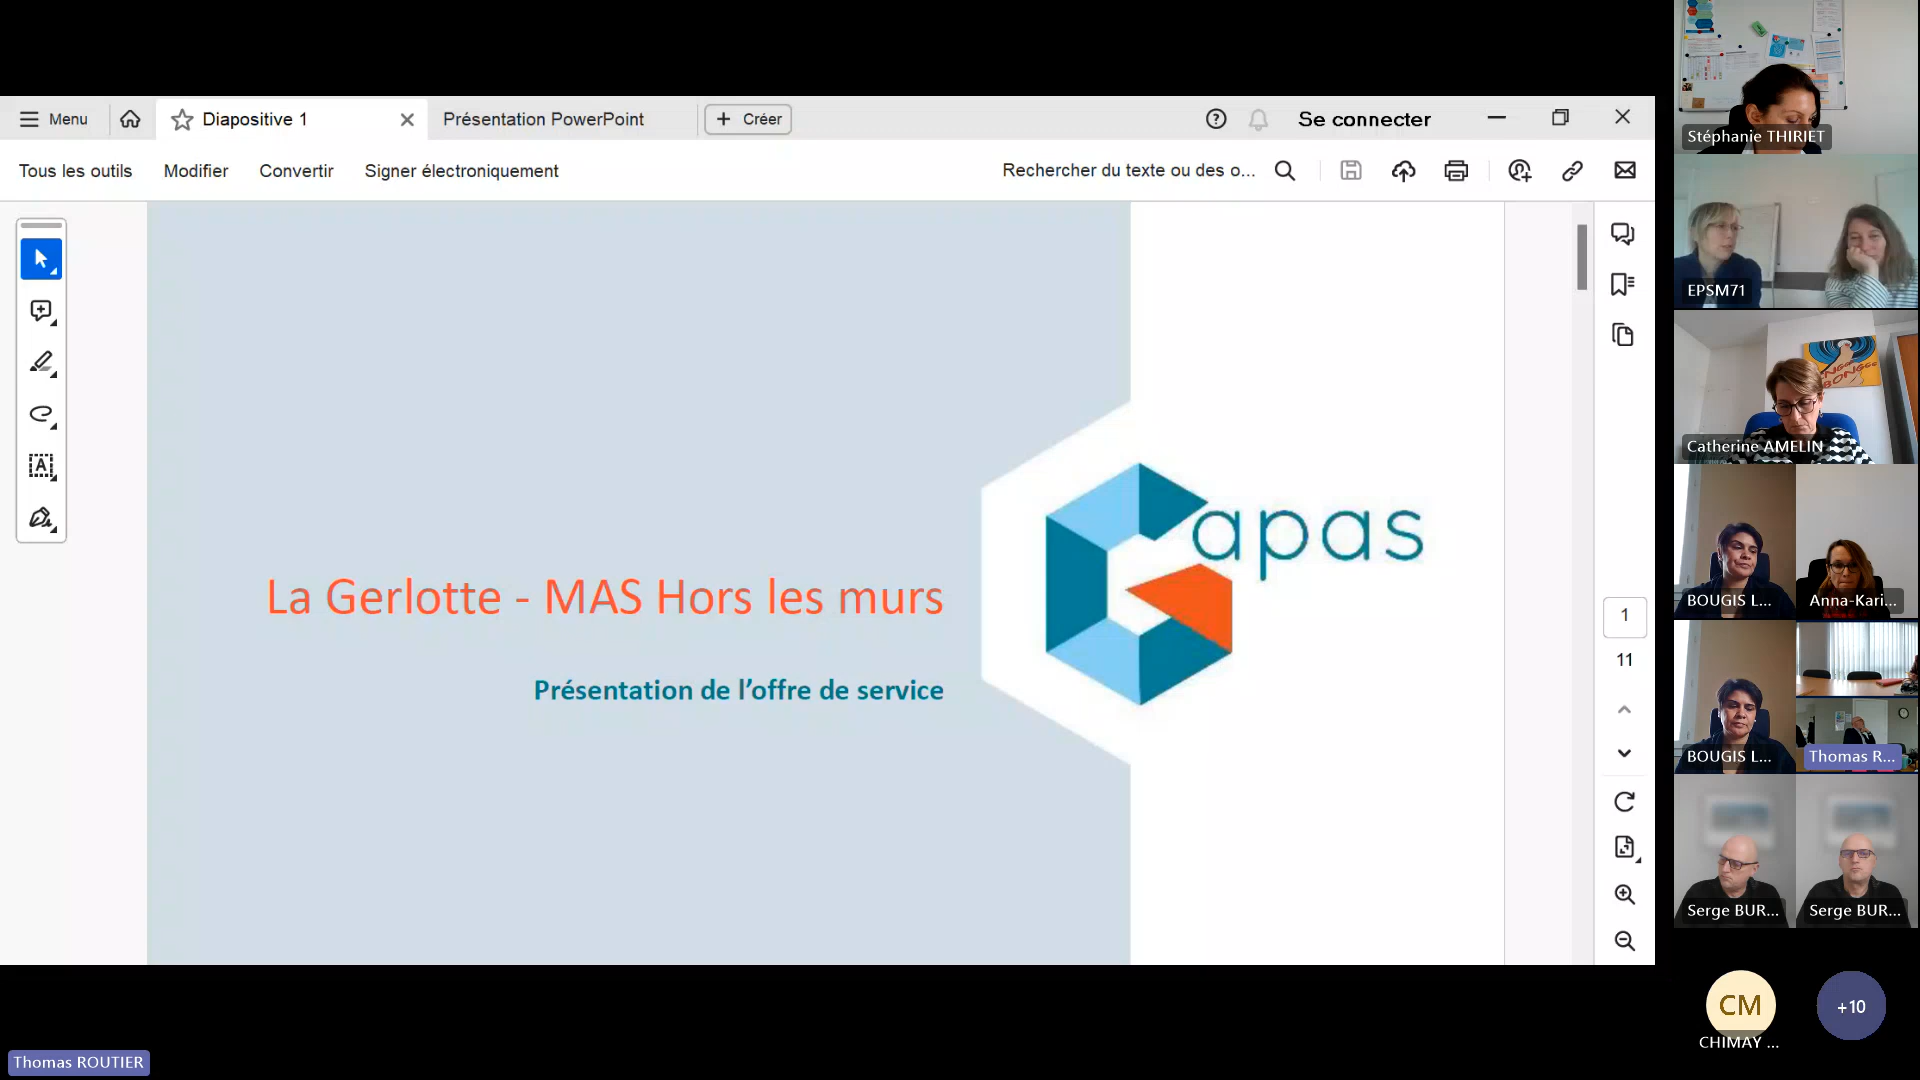 Menu
Diapositive 1
Présentation PowerPoint
Créer
Se connecter
Tous les outils
Modifier
Convertir
Signer électroniquement
Rechercher du texte ou des o...
La Gerlotte - MAS Hors les murs
Présentation de l’offre de service
Gapas
1
11
Stéphanie THIRIET
EPSM71
Catherine AMELIN
BOUGIS L...
Anna-Kari...
BOUGIS L...
Thomas R...
Serge BUR...
Serge BUR...
CM
+10
CHIMAY ...
Thomas ROUTIER